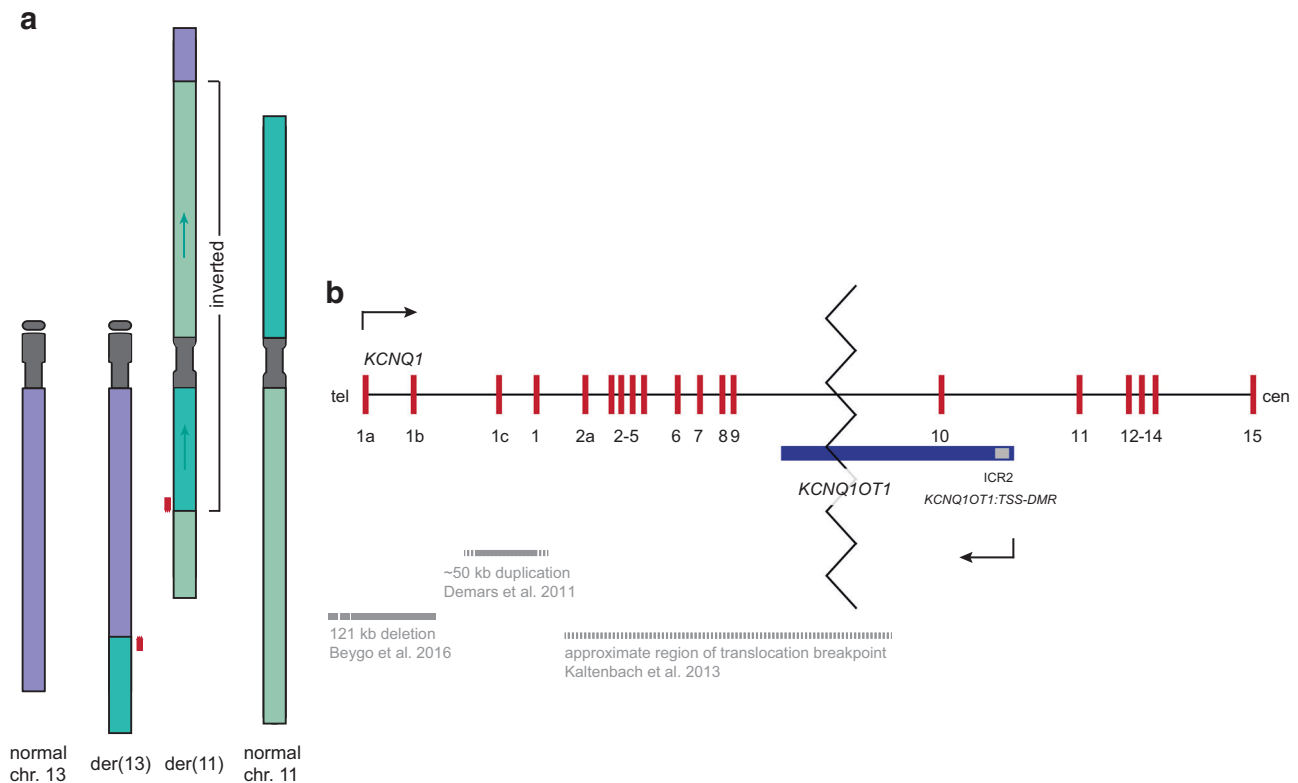 a
inverted
normal
chr. 13
der(13)
der(11)
normal
chr. 11
b
KCNQ1
tel
cen
1a
1b
1c
1
2a
2-5
6
7
8
9
10
11
12-14
15
KCNQ1OT1
ICR2
KCNQ1OT1:TSS-DMR
~50 kb duplication
Demars et al. 2011
121 kb deletion
Beygo et al. 2016
approximate region of translocation breakpoint
Kaltenbach et al. 2013